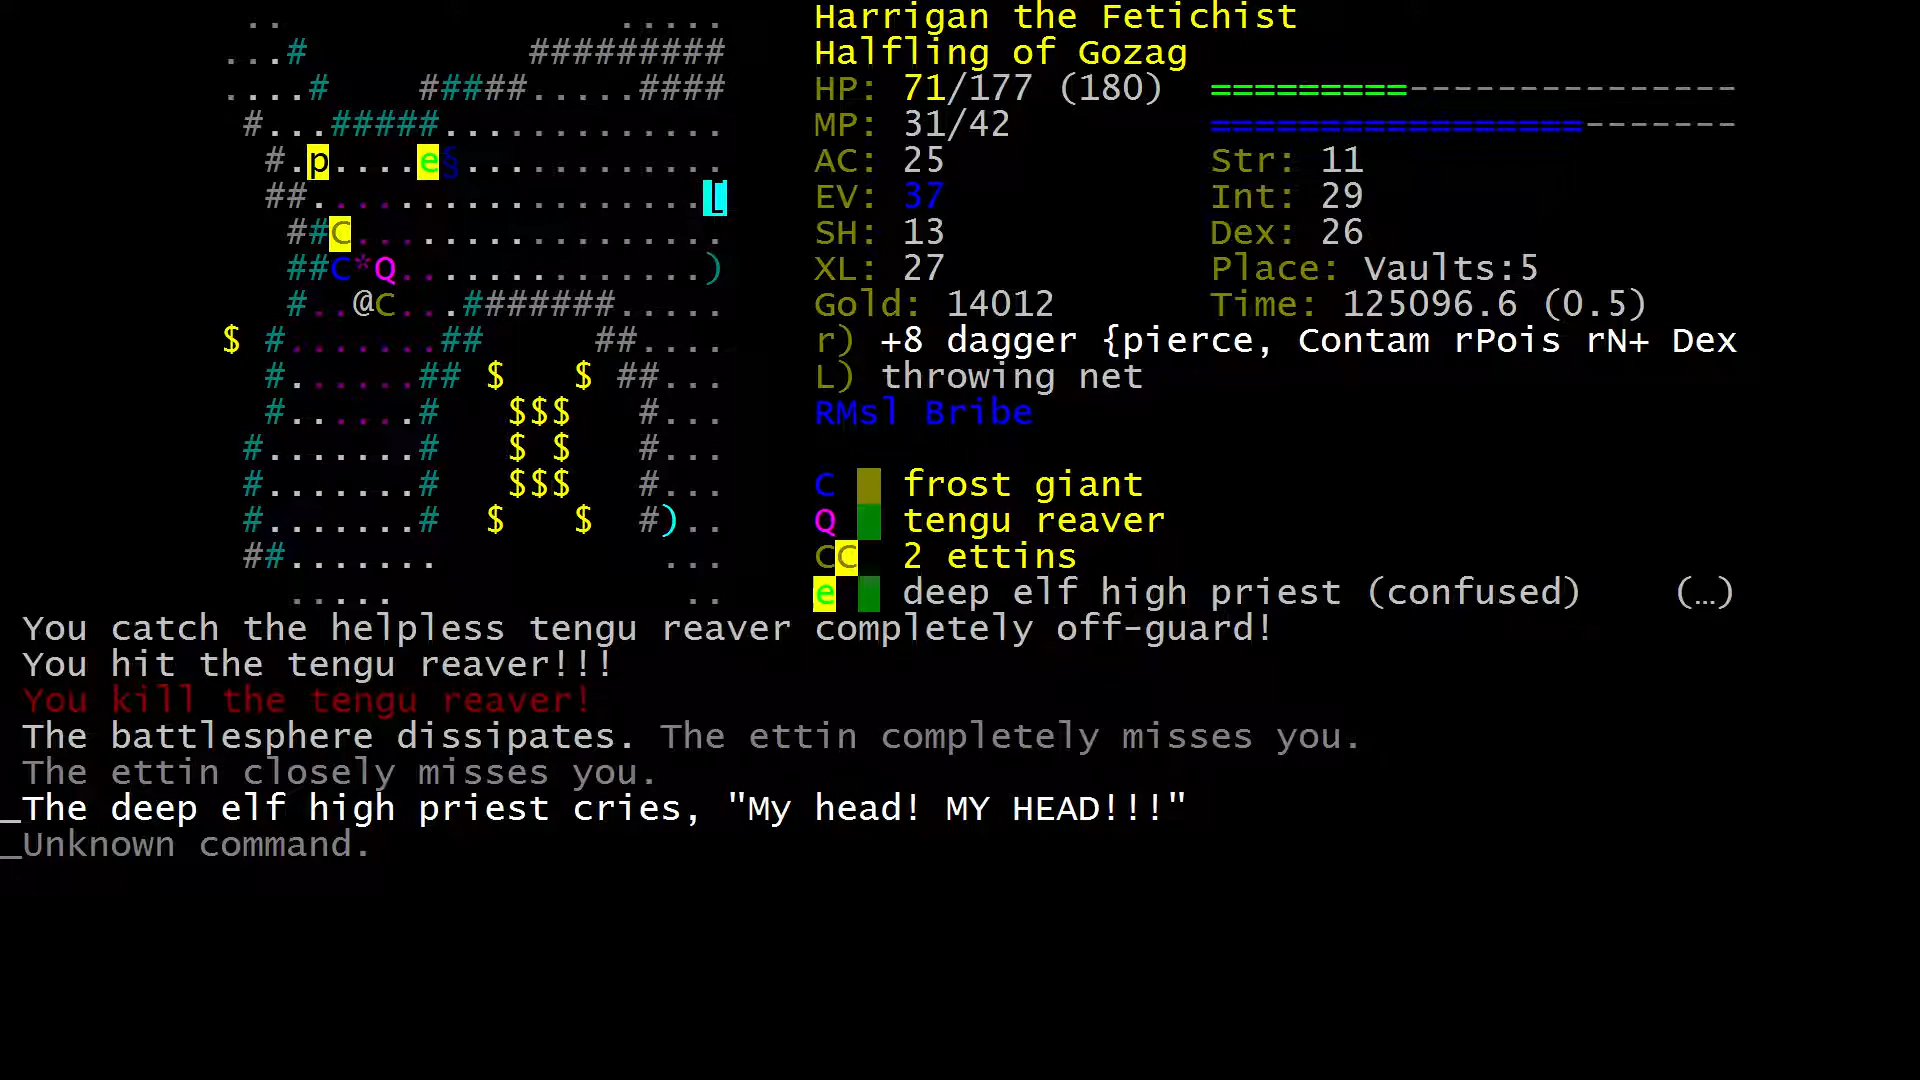 Harrigan the Fetichist
Halfling of Gozag
HP: 71/177 (180)
MP: 31/42
AC: 25 Str: 11
EV: 37 Int: 29
SH: 13 Dex: 26
XL: 27 Place: Vaults:5
Gold: 14012 Time: 125096.6 (0.5)
r) +8 dagger {pierce, Contam rPois rN+ Dex
L) throwing net
RMsl Bribe
C frost giant
Q tengu reaver
CC 2 ettins
e deep elf high priest (confused) (…)
You catch the helpless tengu reaver completely off-guard!
You hit the tengu reaver!!!
You kill the tengu reaver!
The battlesphere dissipates. The ettin completely misses you.
The ettin closely misses you.
_The deep elf high priest cries, "My head! MY HEAD!!!"
_Unknown command.